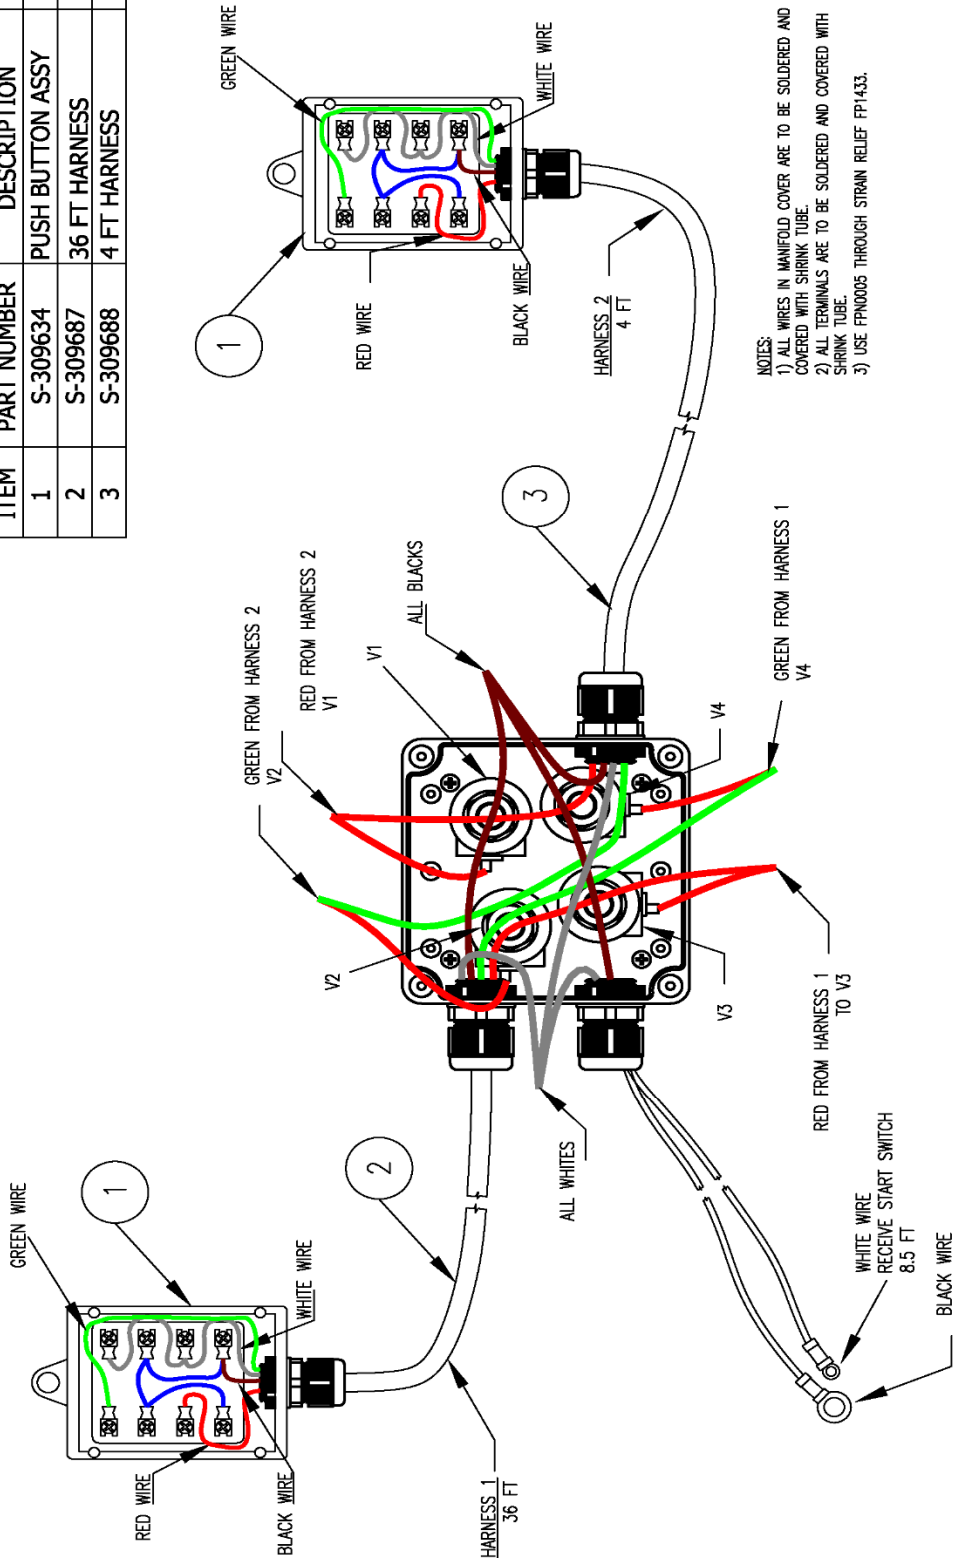 ITEM PART NUMBER DESCRIPTION
1 S-309634 PUSH BUTTON ASSY
2 S-309687 36 FT HARNESS
3 S-309688 4 FT HARNESS
GREEN WIRE
1
RED WIRE
BLACK WIRE
WHITE WIRE
HARNESS 1
36 FT
2
GREEN FROM HARNESS 2
V2
RED FROM HARNESS 2
V1
V1
ALL BLACKS
V2
ALL WHITES
V3
V4
RED FROM HARNESS 1
TO V3
GREEN FROM HARNESS 1
V4
WHITE WIRE
RECEIVE START SWITCH
8.5 FT
BLACK WIRE
3
HARNESS 2
4 FT
1
GREEN WIRE
RED WIRE
BLACK WIRE
WHITE WIRE
NOTES:
1) ALL WIRES IN MANIFOLD COVER ARE TO BE SOLDERED AND
COVERED WITH SHRINK TUBE.
2) ALL TERMINALS ARE TO BE SOLDERED AND COVERED WITH
SHRINK TUBE.
3) USE FPN0005 THROUGH STRAIN RELIEF FP1433.